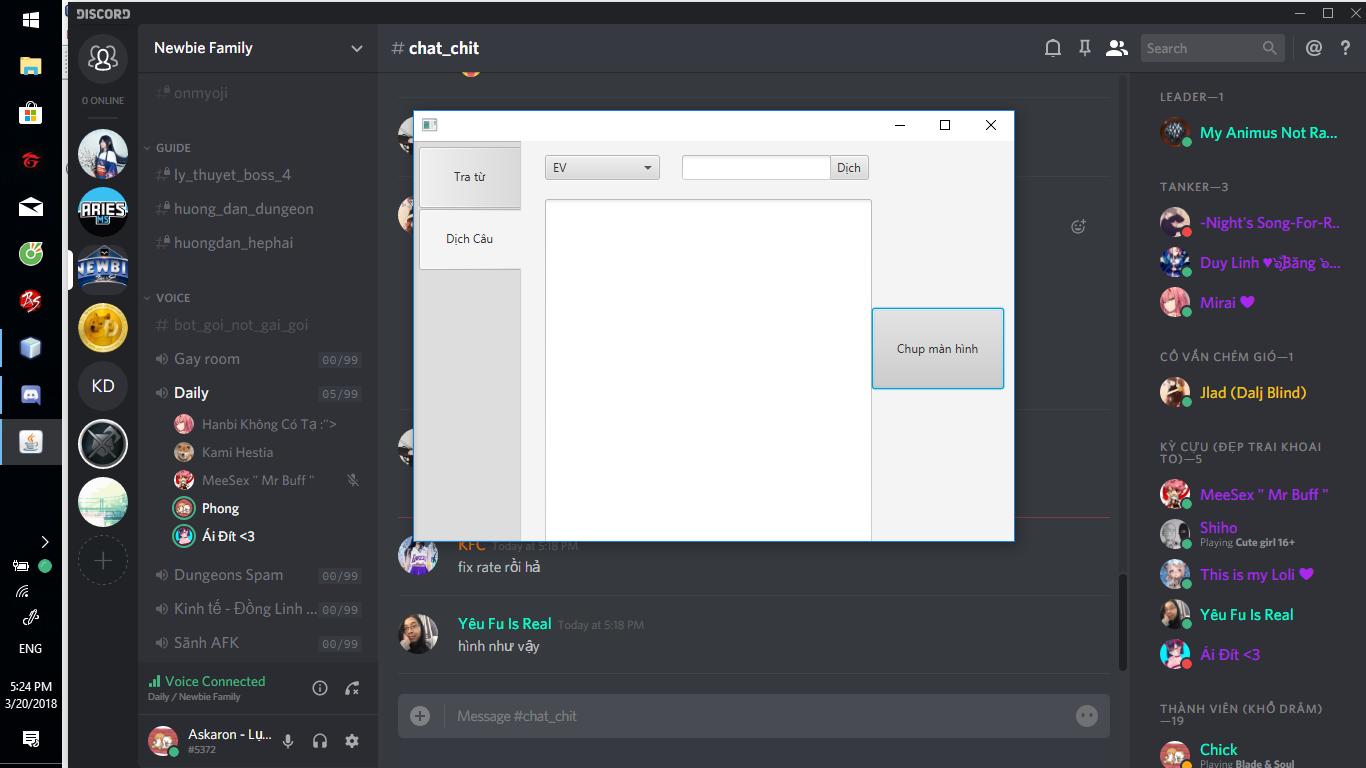 DISCORD
0 ONLINE
ARIES
MS
NEWBI
KD
ENG
5:24 PM
3/20/2018
Newbie Family
onmyoji
GUIDE
ly_thuyet_boss_4
huong_dan_dungeon
huongdan_hephai
VOICE
bot_goi_not_gai_goi
Gay room 00/99
Daily 05/99
Hanbi Không Có Tạ :">
Kami Hestia
MeeSex " Mr Buff "
Phong
Ái Đít <3
Dungeons Spam 00/99
Kinh tế - Đồng Linh ... 00/99
Sãnh AFK 00/99
Voice Connected
Daily / Newbie Family
Askaron - Lụ...
#5372
# chat_chit
Search
Tra từ
Dịch Câu
EV
Dịch
Chup màn hình
KFC Today at 5:18 PM
fix rate rồi hả
Yêu Fu Is Real Today at 5:18 PM
hình như vậy
Message #chat_chit
LEADER—1
My Animus Not Ra...
TANKER—3
-Night's Song-For-R..
Mirai
CỐ VẤN CHÉM GIÓ—1
Jlad (Dalj Blind)
KỲ CỰU (ĐẸP TRAI KHOAI
TO)—5
MeeSex " Mr Buff "
Shiho
Playing Cute girl 16+
This is my Loli
Yêu Fu Is Real
Ái Đít <3
THÀNH VIÊN (KHỔ DRÂM)
—19
Chick
Playing Blade & Soul